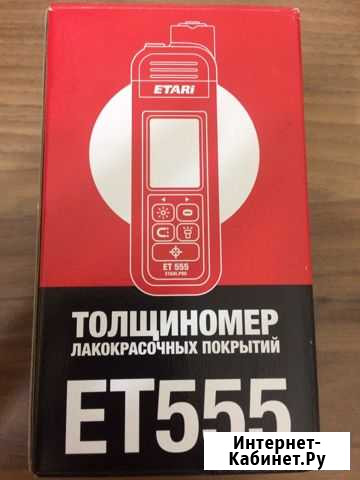 ETARI
ET 555
ETARI.PRO
ТОЛЩИНОМЕР
ЛАКОКРАСОЧНЫХ ПОКРЫТИЙ
ET555
Интернет-
Кабинет.Ру